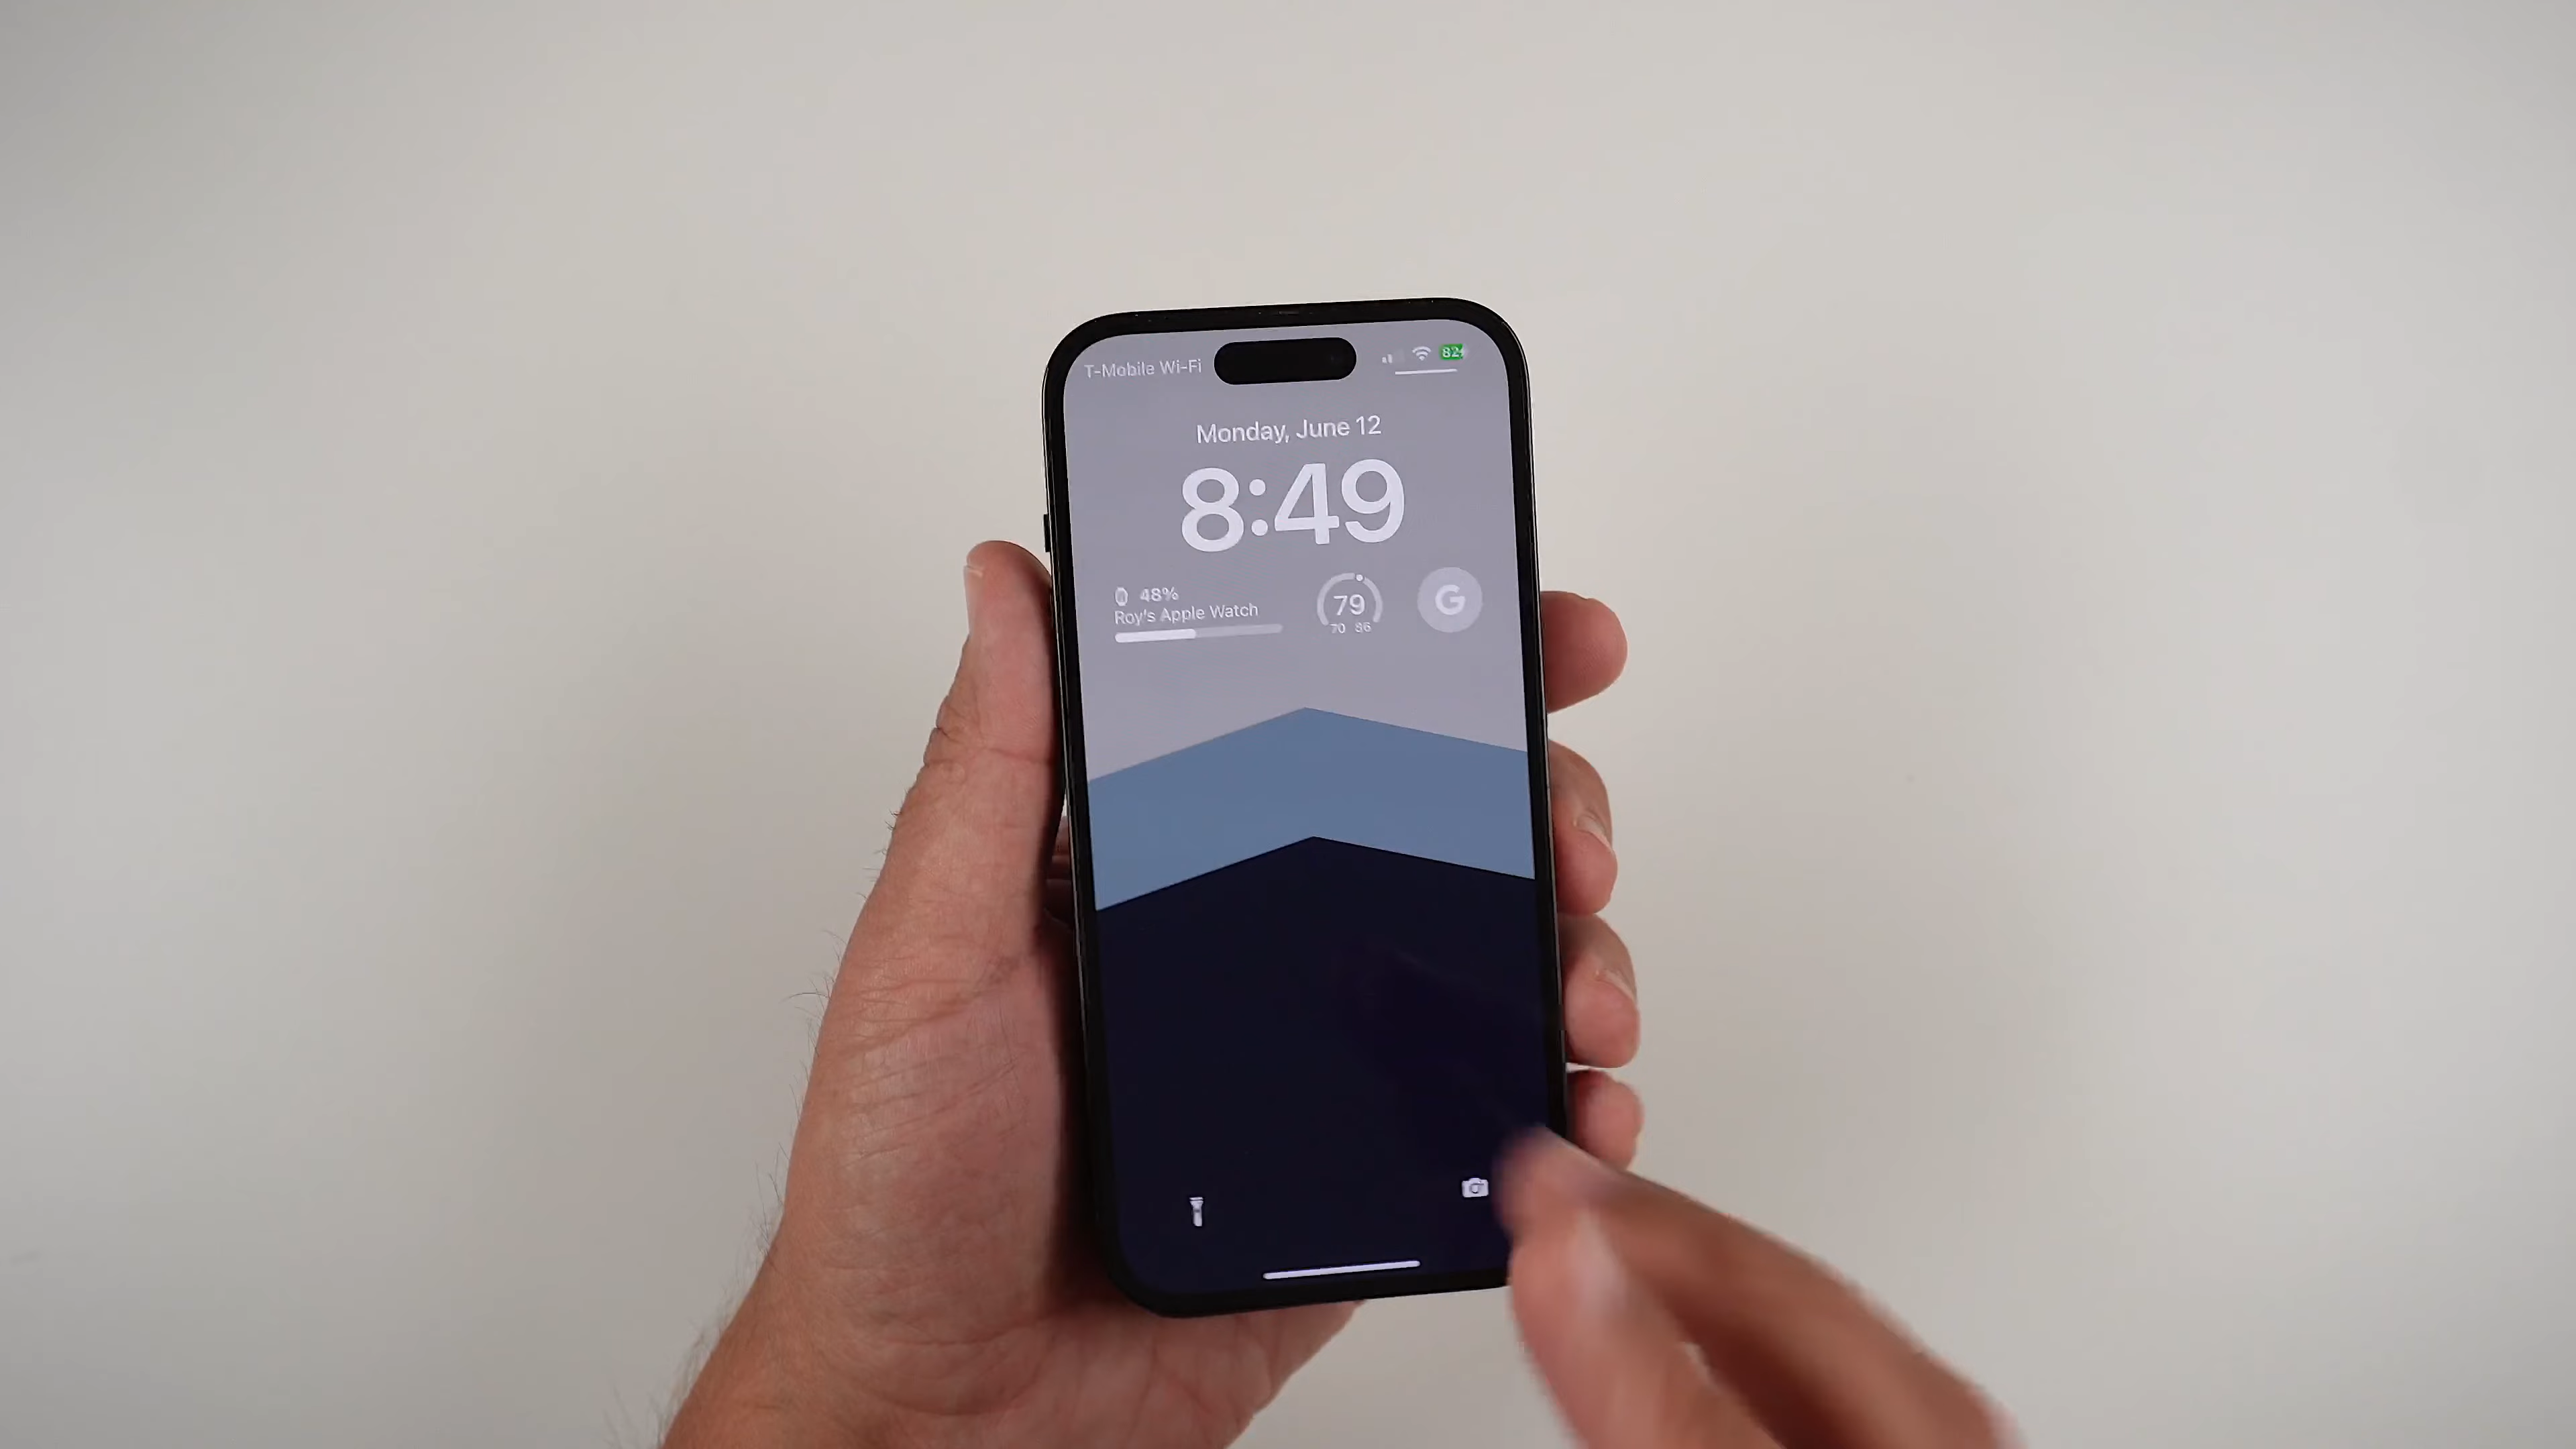 T-Mobile Wi-Fi
82
Monday, June 12
8:49
48%
Roy's Apple Watch
79
70 86
G